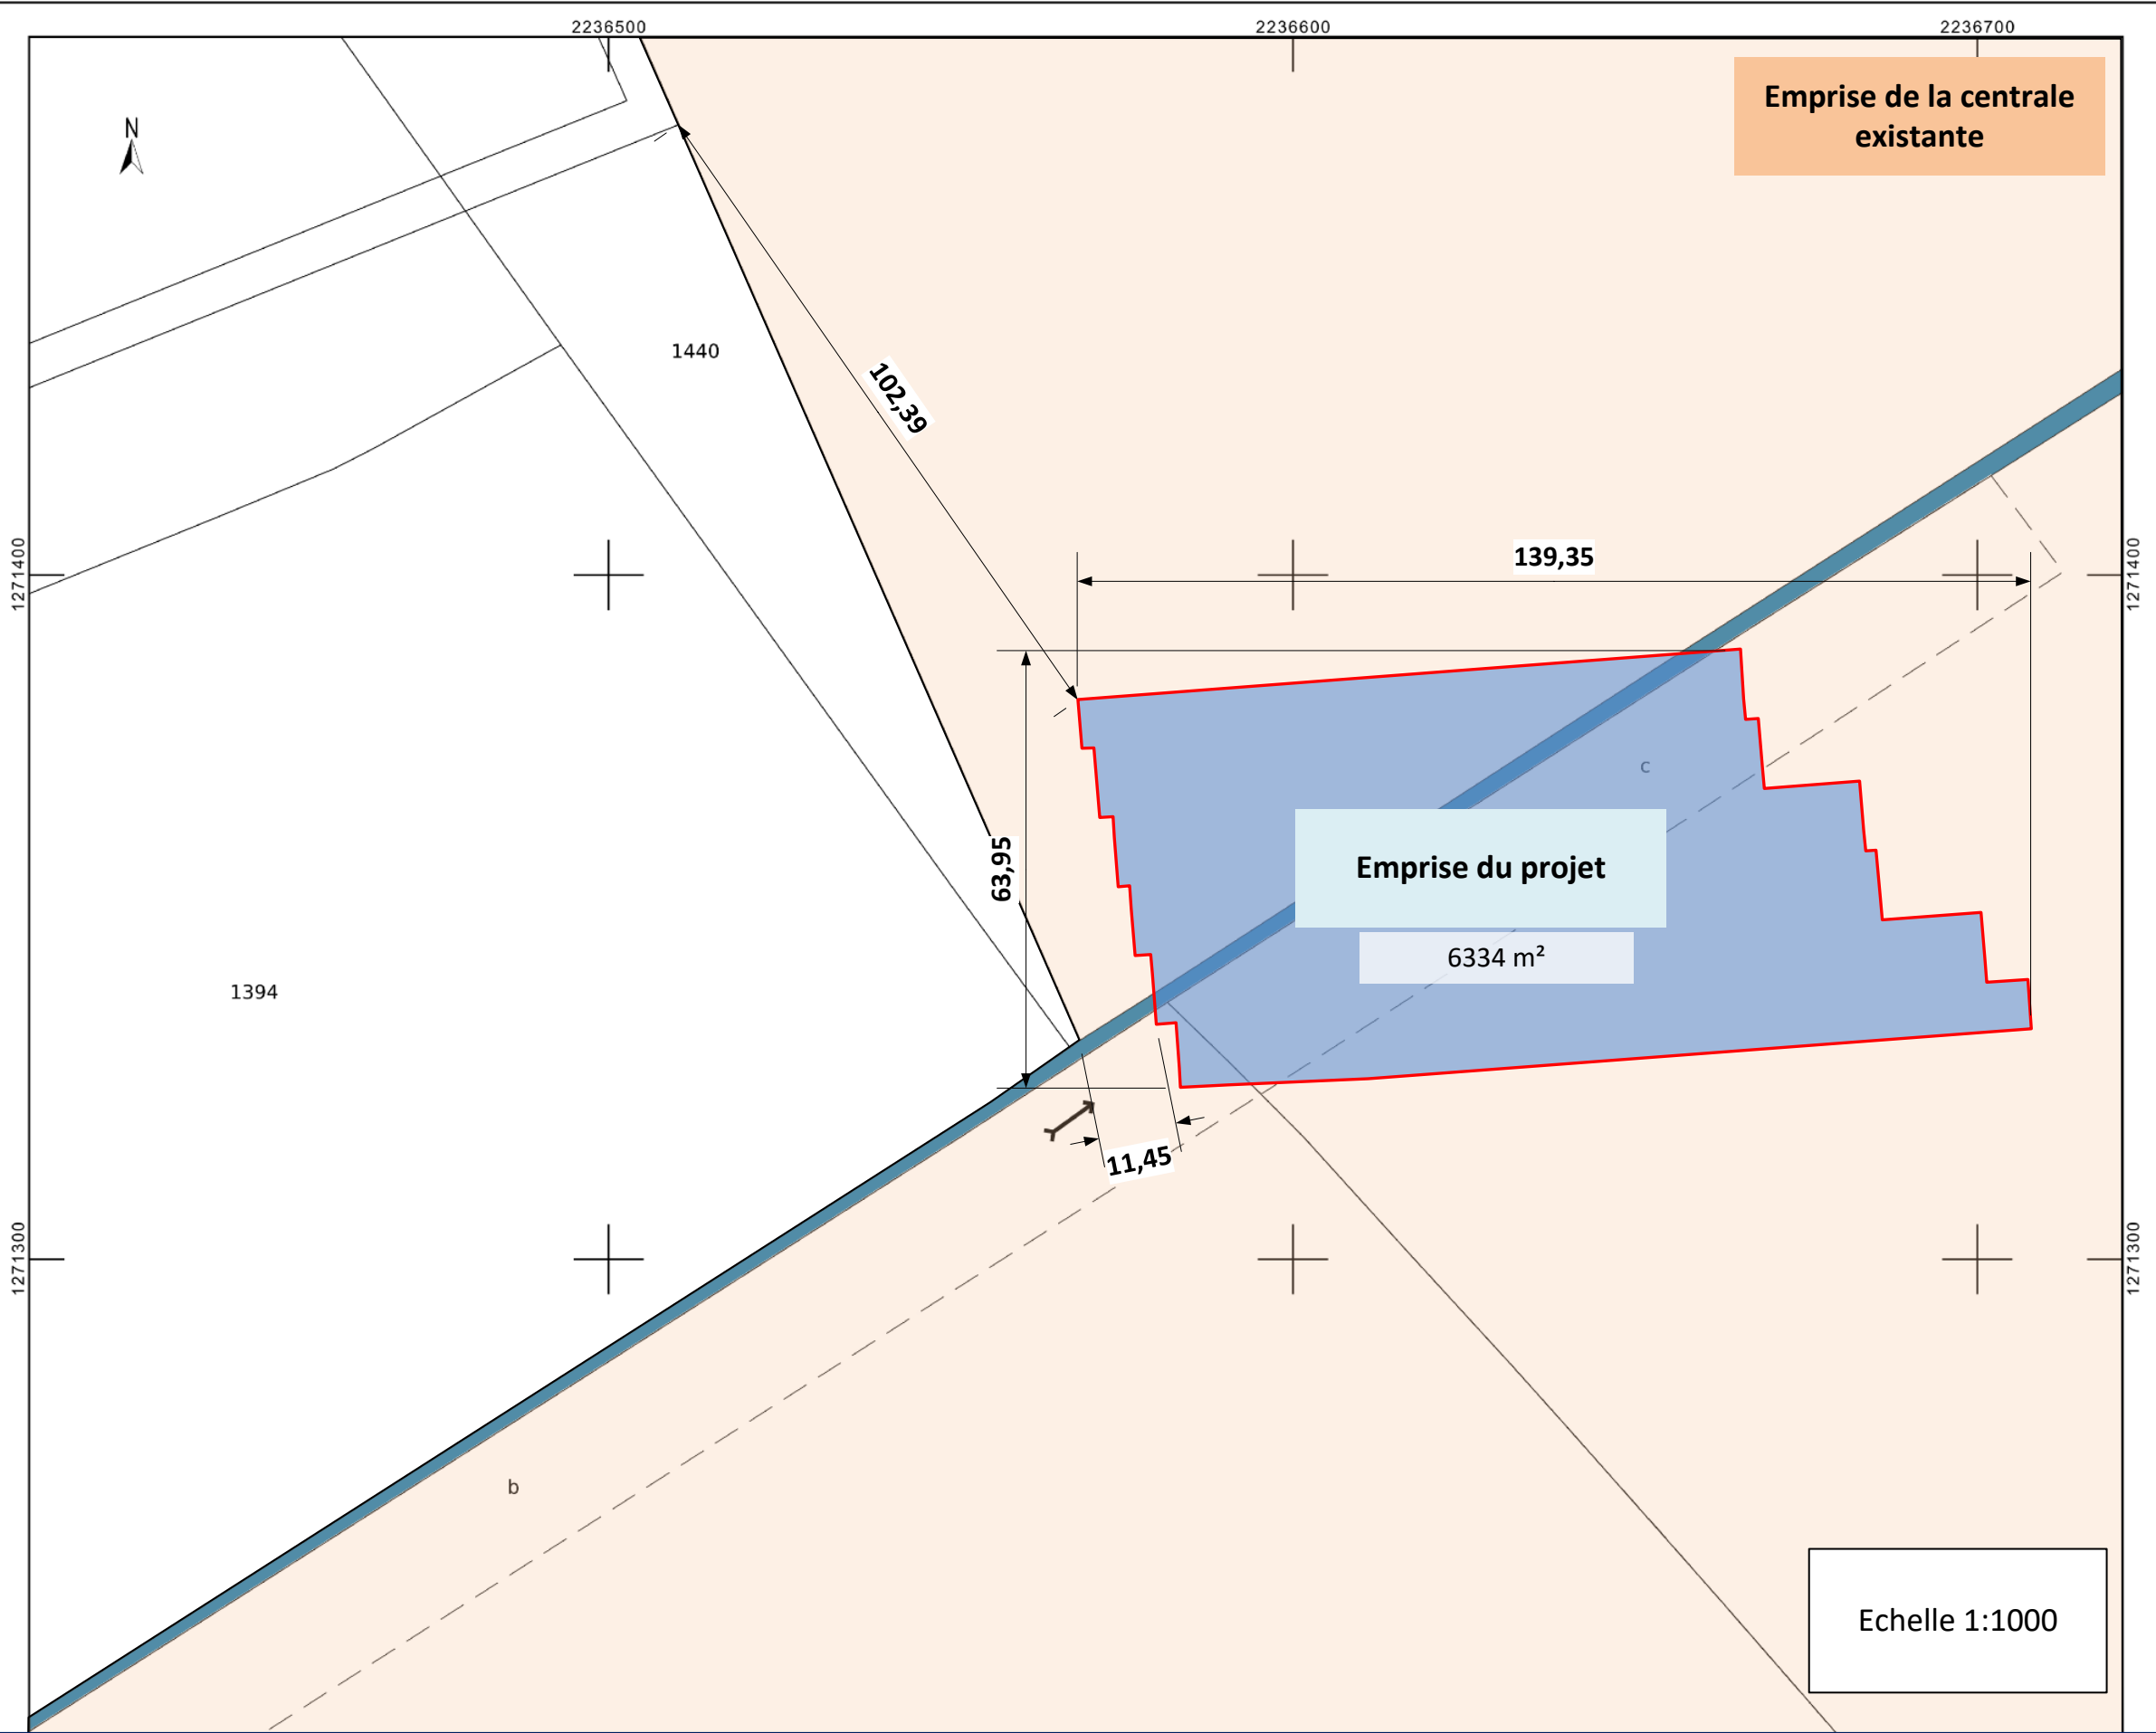 2236500
2236600
2236700
Emprise de la centrale
existante
N
1440
102,39
1271400
139,35
1271400
c
63,95
Emprise du projet
6334 m²
1394
11,45
1271300
1271300
b
Echelle 1:1000